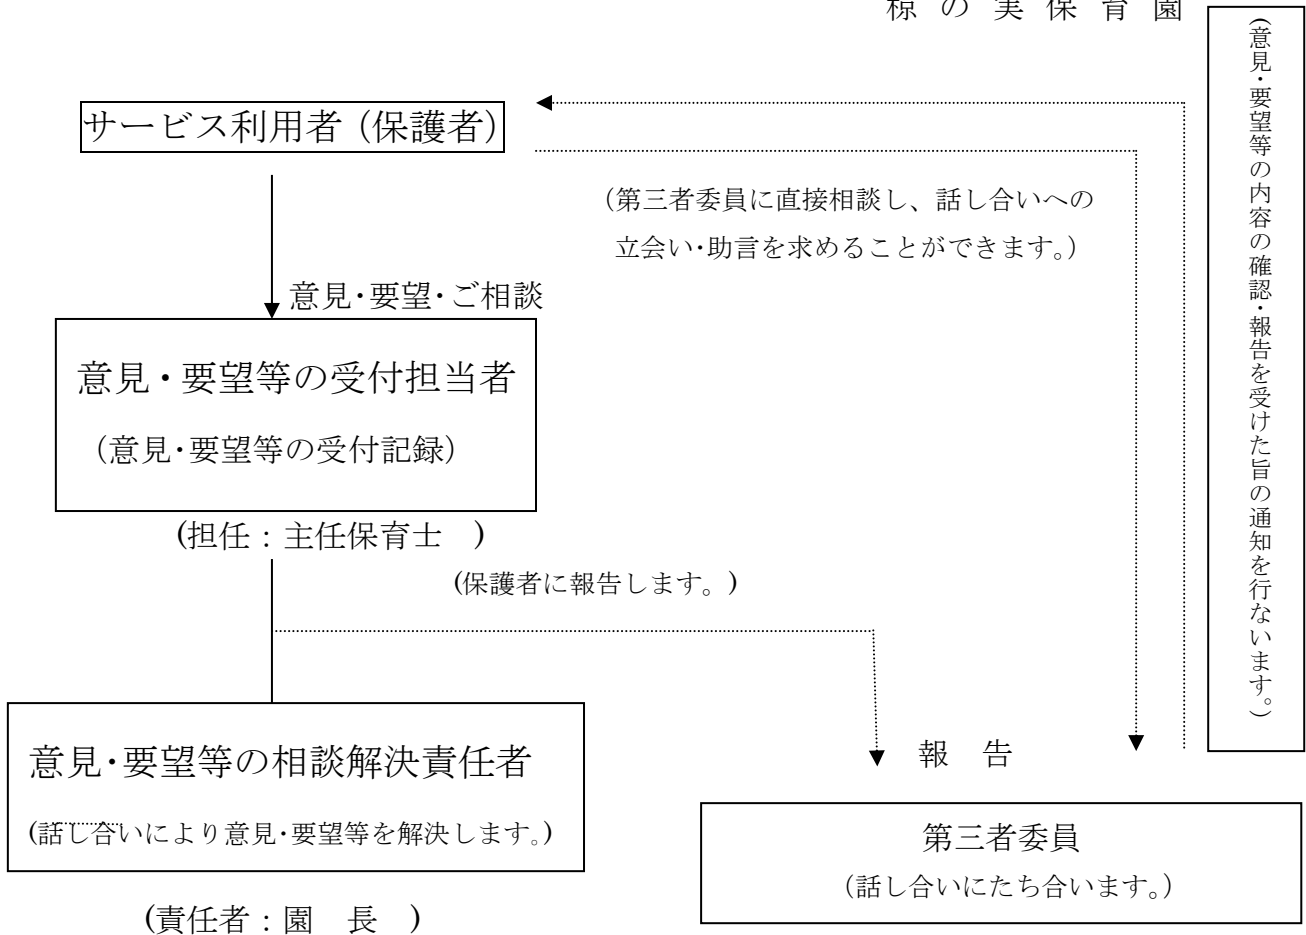 椋の実保育園
サービス利用者（保護者）
（第三者委員に直接相談し、話し合いへの
立会い･助言を求めることができます。）
(意見･要望等の内容の確認･報告を受けた旨の通知を行ないます。)
意見･要望･ご相談
意見・要望等の受付担当者
（意見･要望等の受付記録）
(担任：主任保育士　)
(保護者に報告します。)
報　告
意見･要望等の相談解決責任者
(話し合いにより意見･要望等を解決します。)
(責任者：園　長　)
第三者委員
（話し合いにたち合います。）